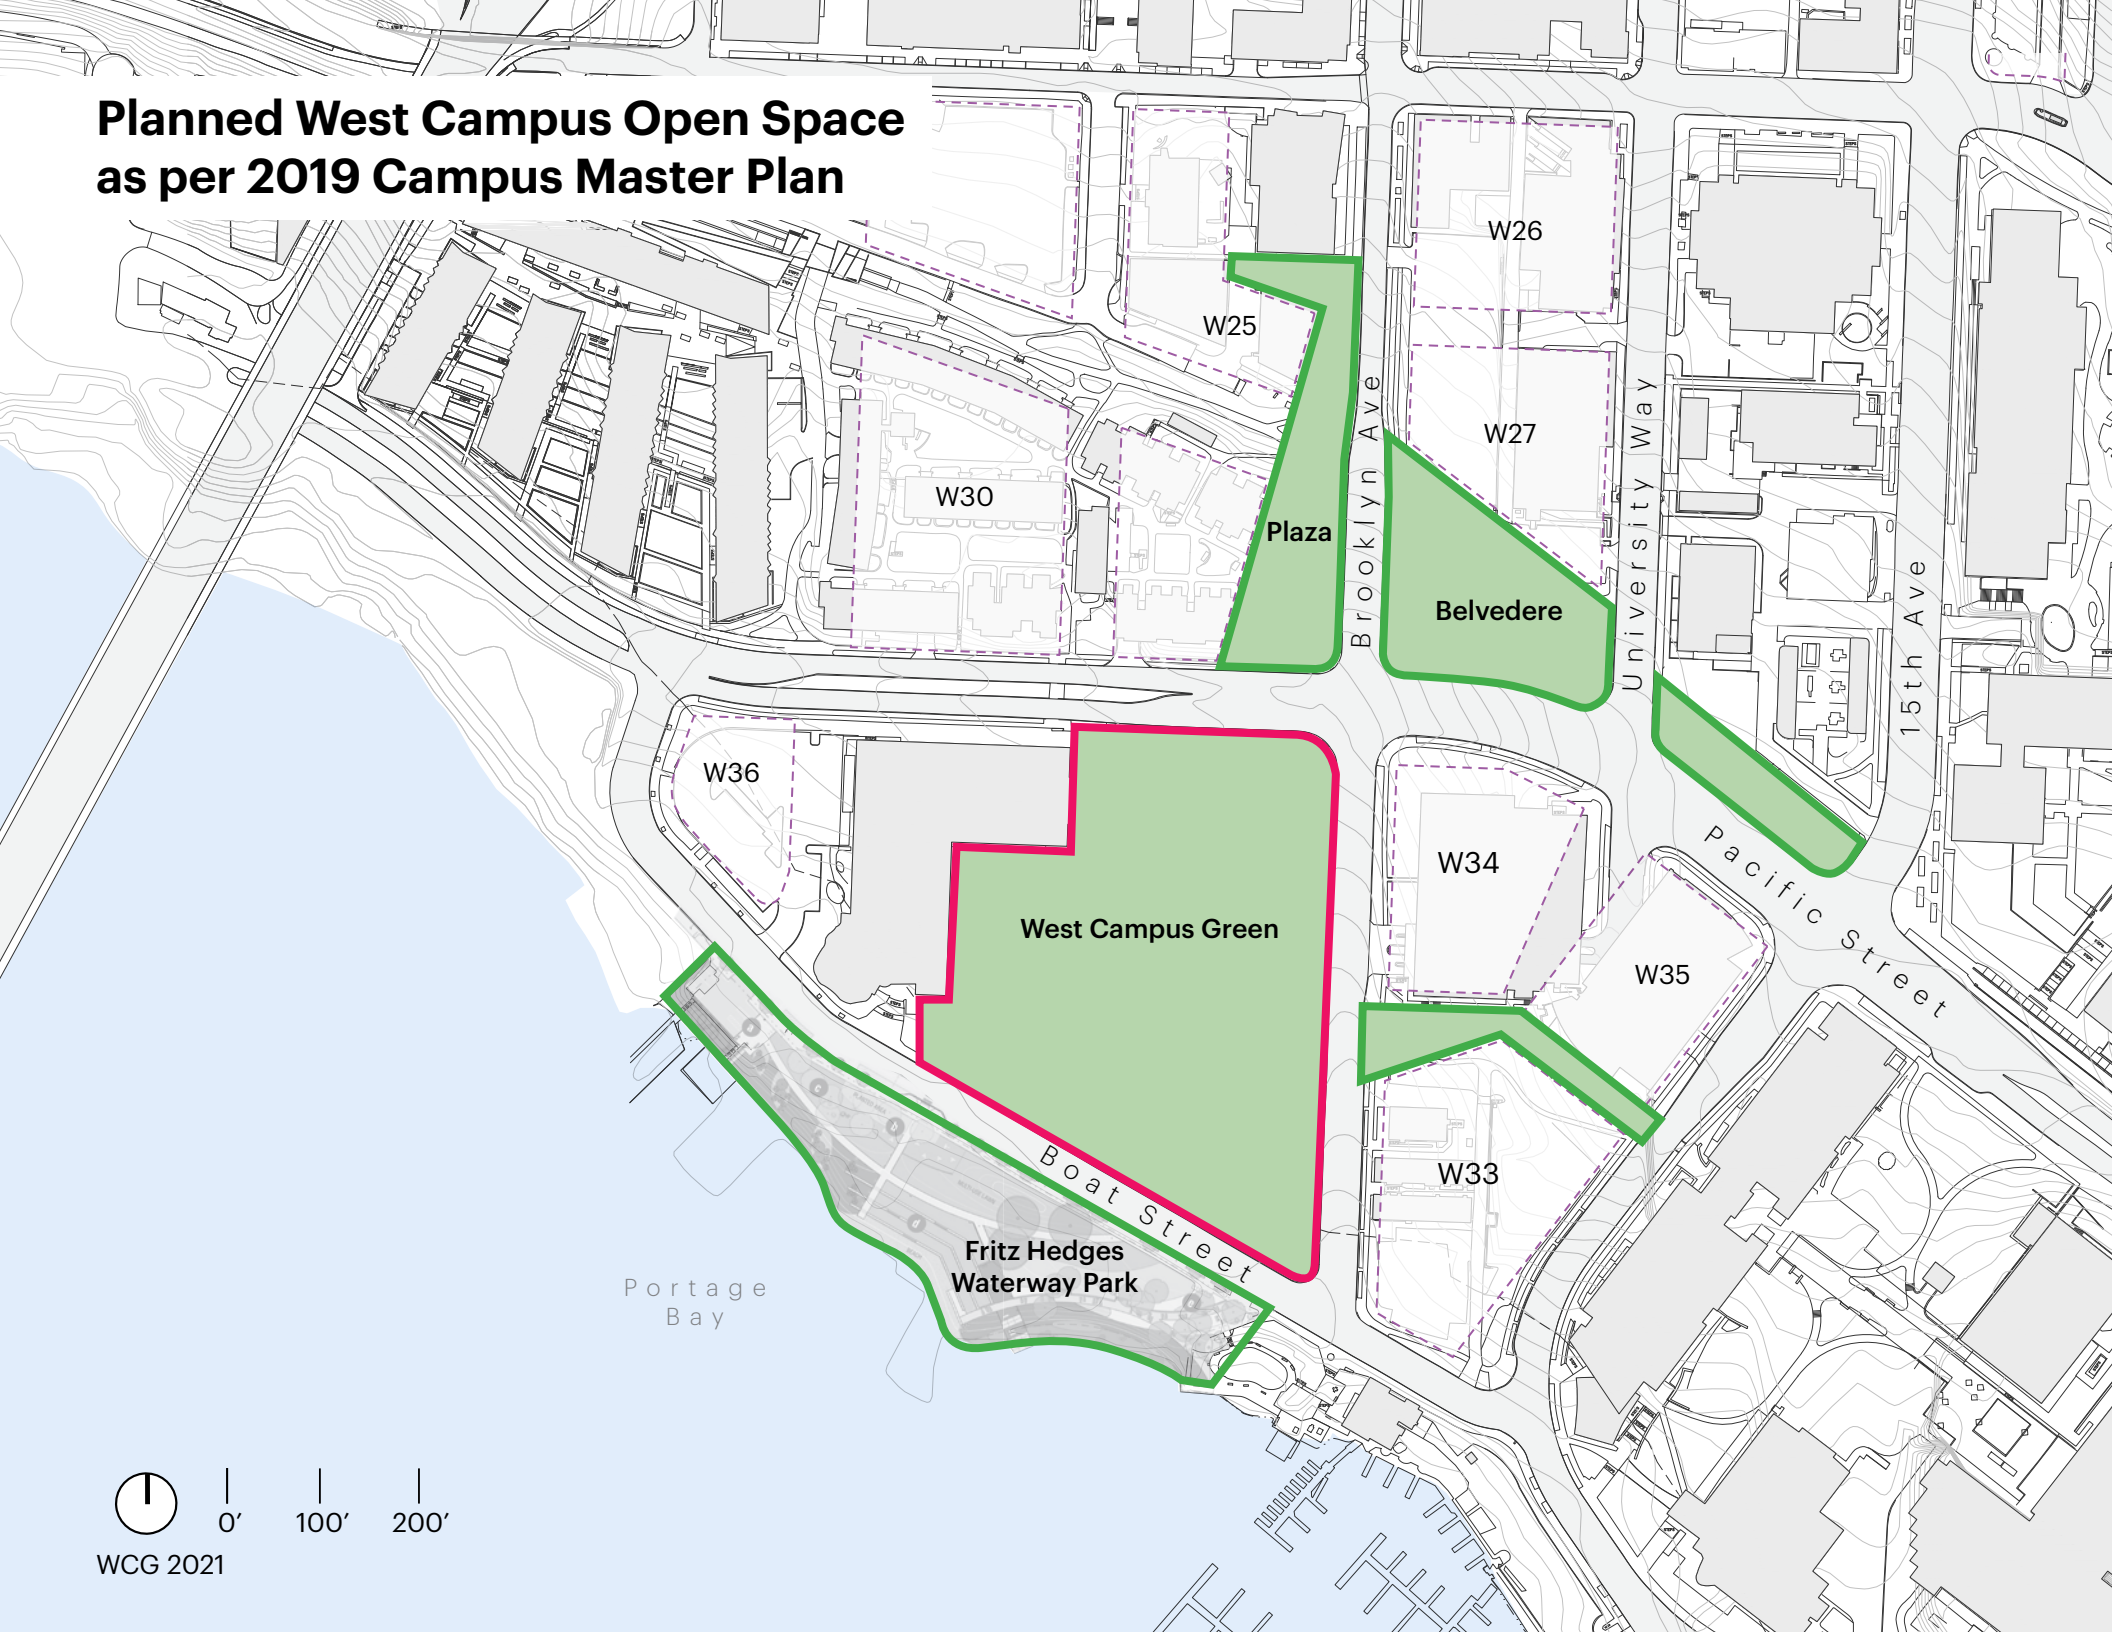 Planned West Campus Open Space
as per 2019 Campus Master Plan
W26
W25
W27
W30
Plaza
Brooklyn Ave
Belvedere
University Way
15th Ave
W36
W34
Pacific Street
West Campus Green
W35
Boat Street
W33
Fritz Hedges
Waterway Park
Portage
Bay
0′ 100′ 200′
WCG 2021